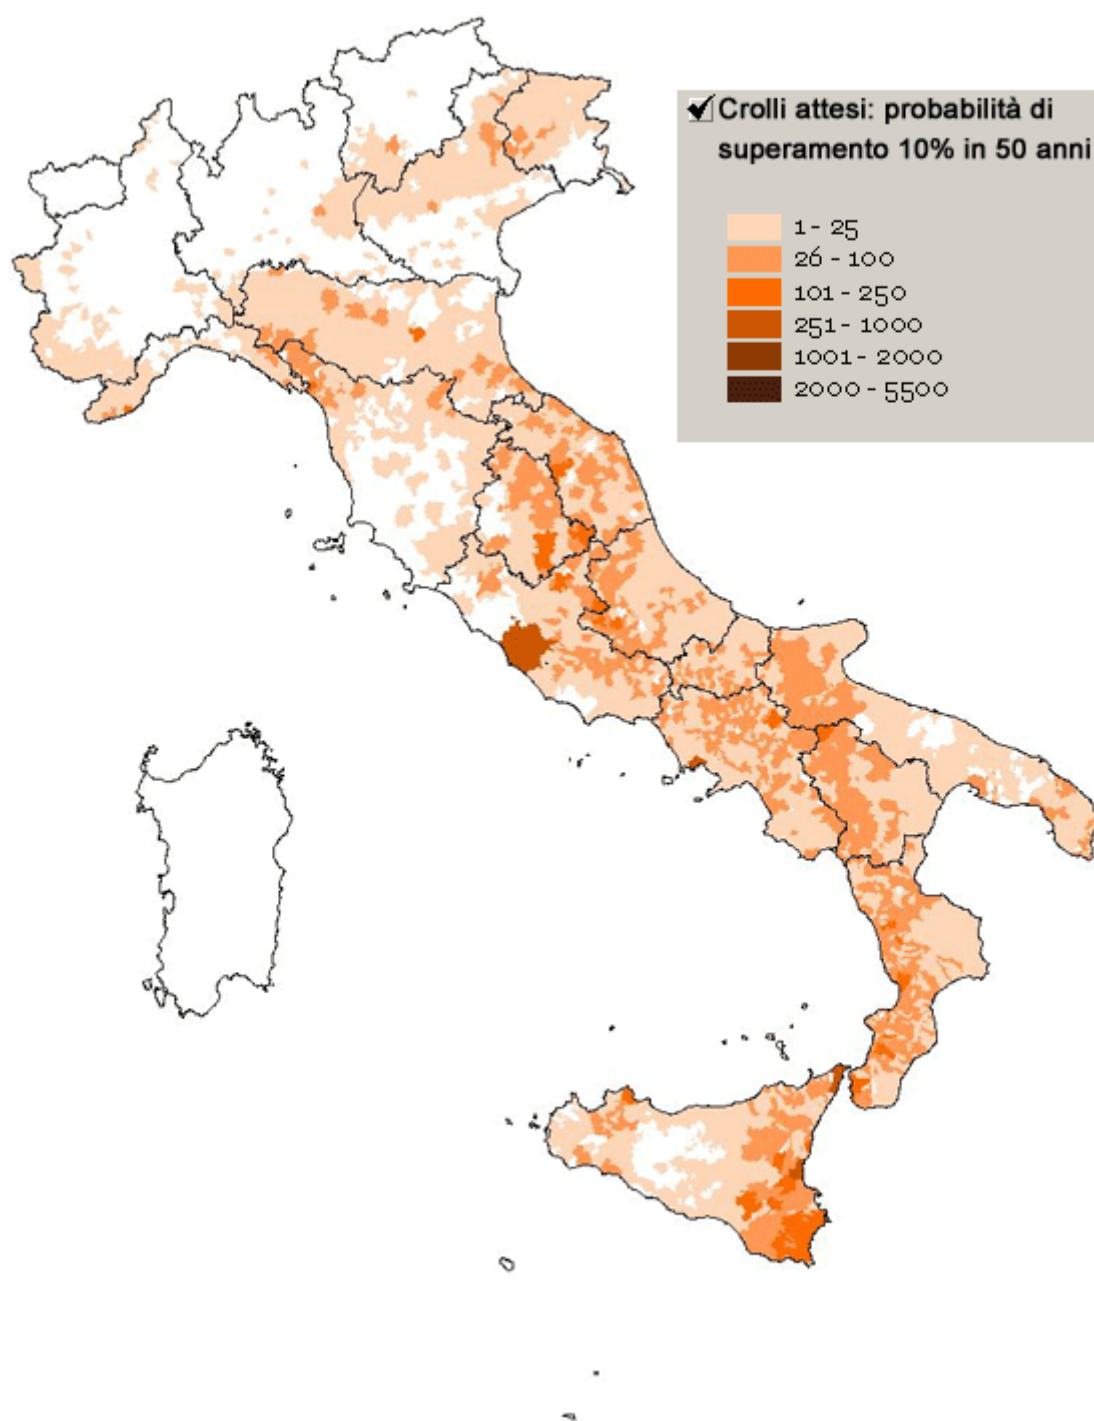 Crolli attesi: probabilità di
superamento 10% in 50 anni
1 - 25
26 - 100
101 - 250
251 - 1000
1001 - 2000
2000 - 5500